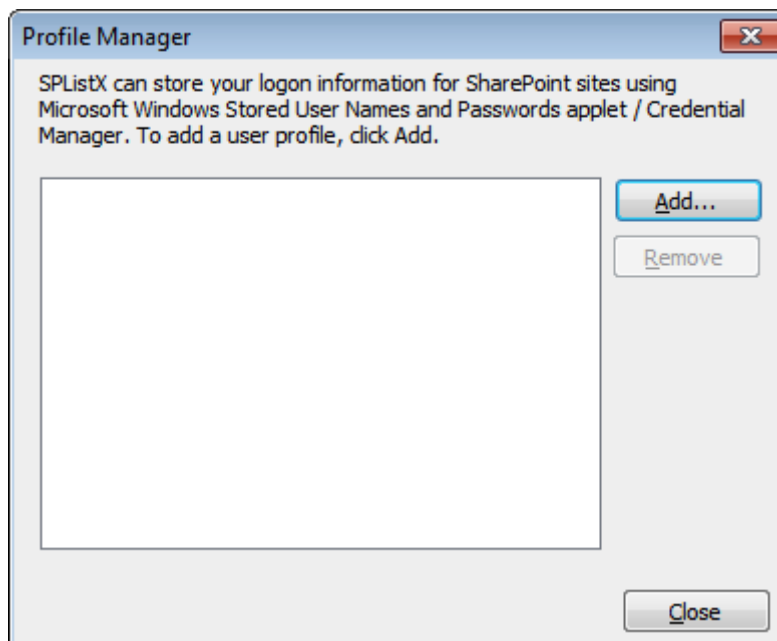 Profile Manager
SPListX can store your logon information for SharePoint sites using
Microsoft Windows Stored User Names and Passwords applet / Credential
Manager. To add a user profile, click Add.
Add...
Remove
Close